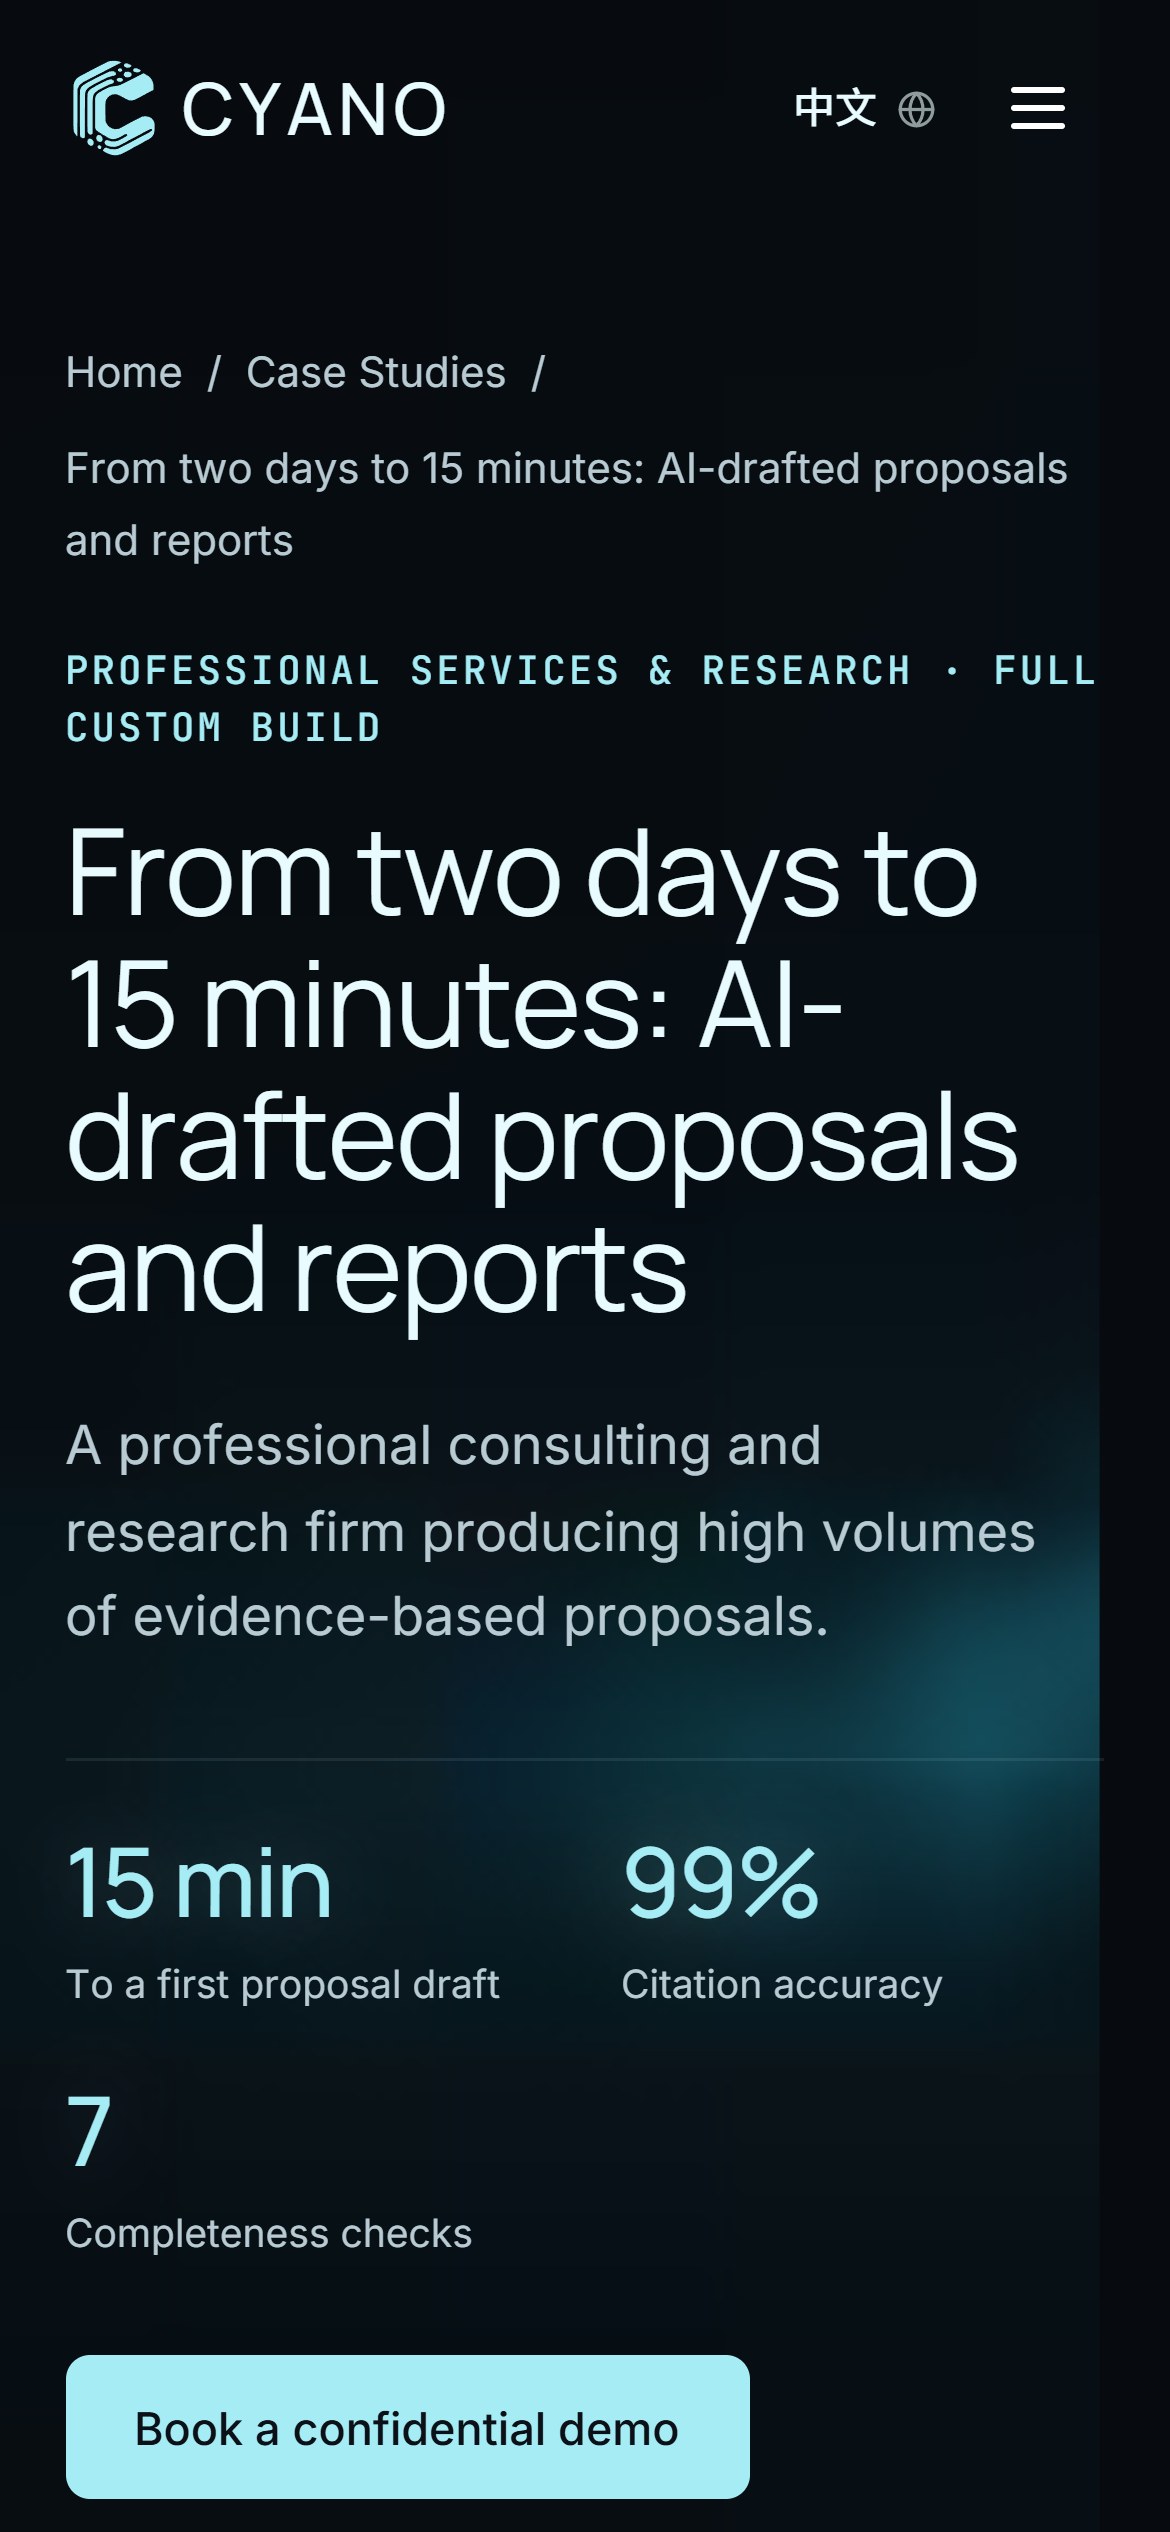 CYANO
中文
Home / Case Studies /
From two days to 15 minutes: AI-drafted proposals
and reports
PROFESSIONAL SERVICES & RESEARCH · FULL
CUSTOM BUILD
From two days to
15 minutes: AI-
drafted proposals
and reports
A professional consulting and
research firm producing high volumes
of evidence-based proposals.
15 min
To a first proposal draft
99%
Citation accuracy
7
Completeness checks
Book a confidential demo